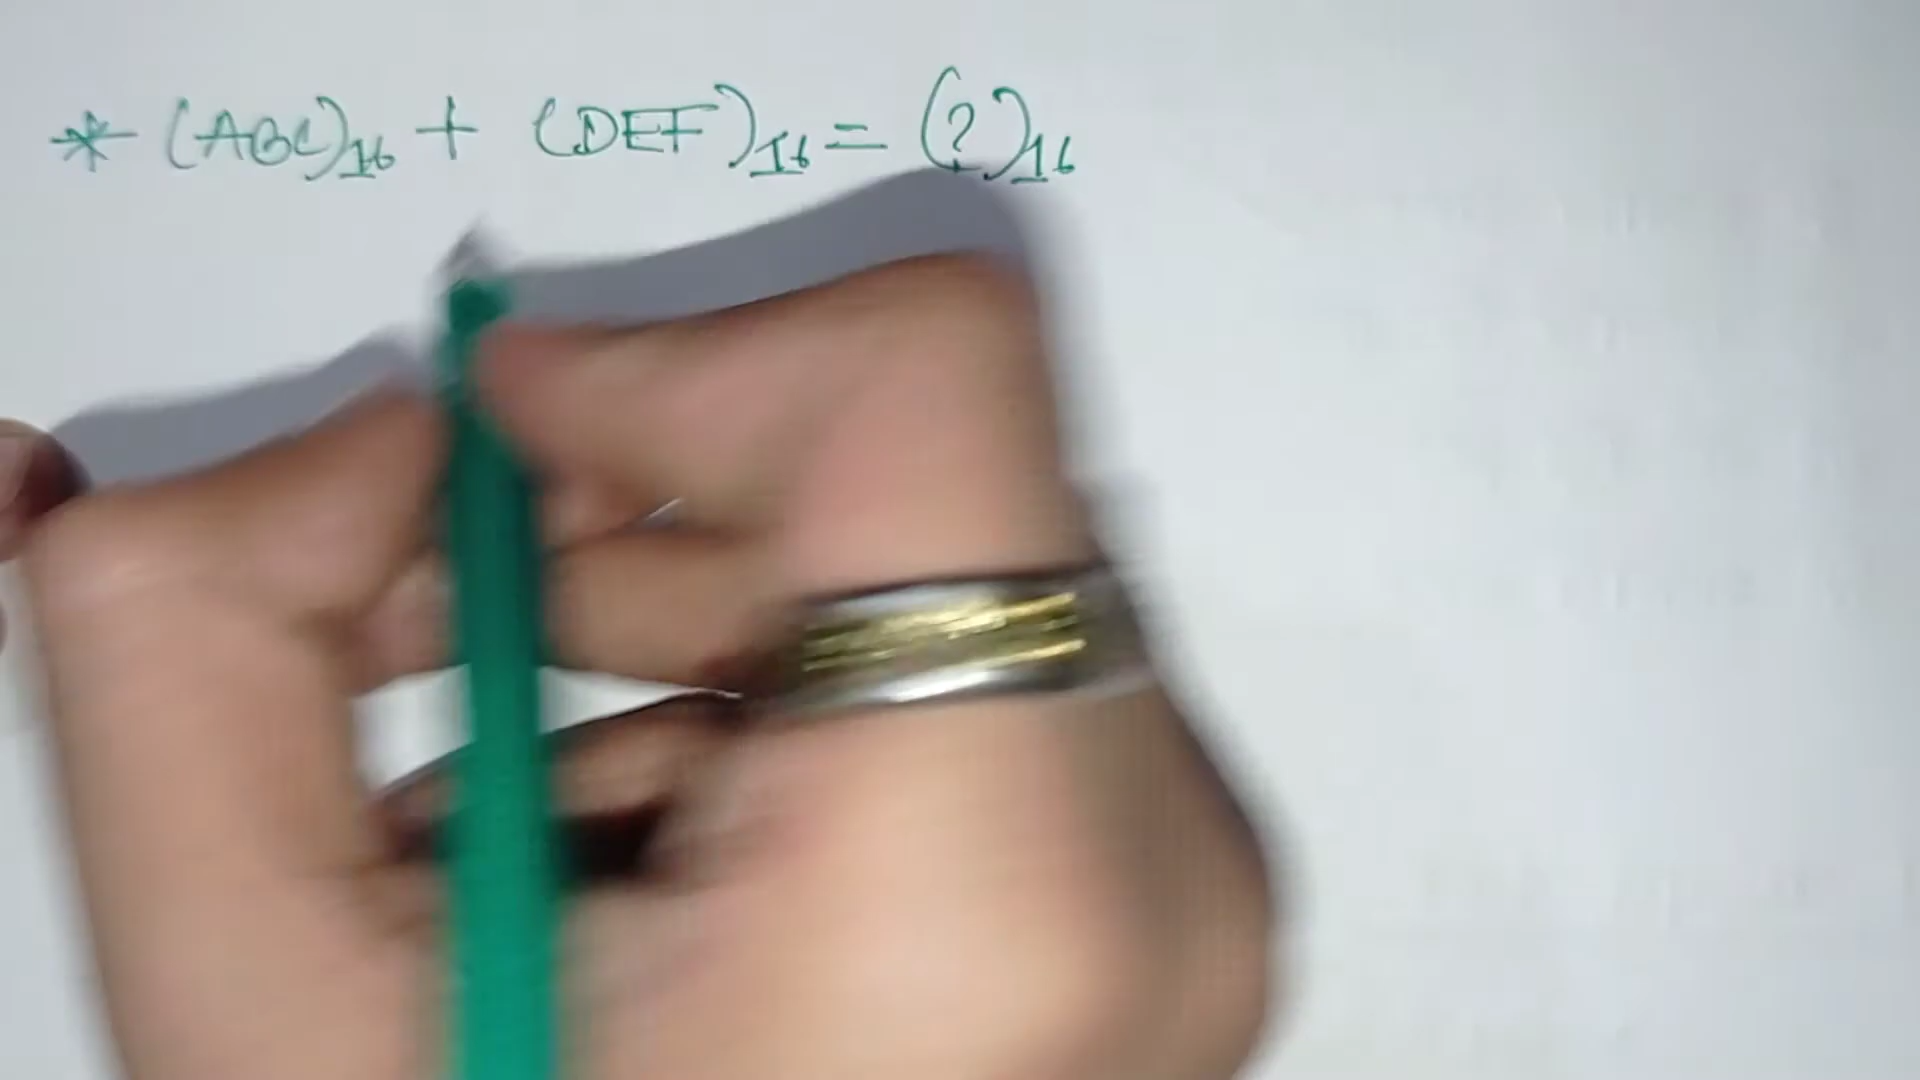 * (ABC)16 + (DEF)16 = (?)16